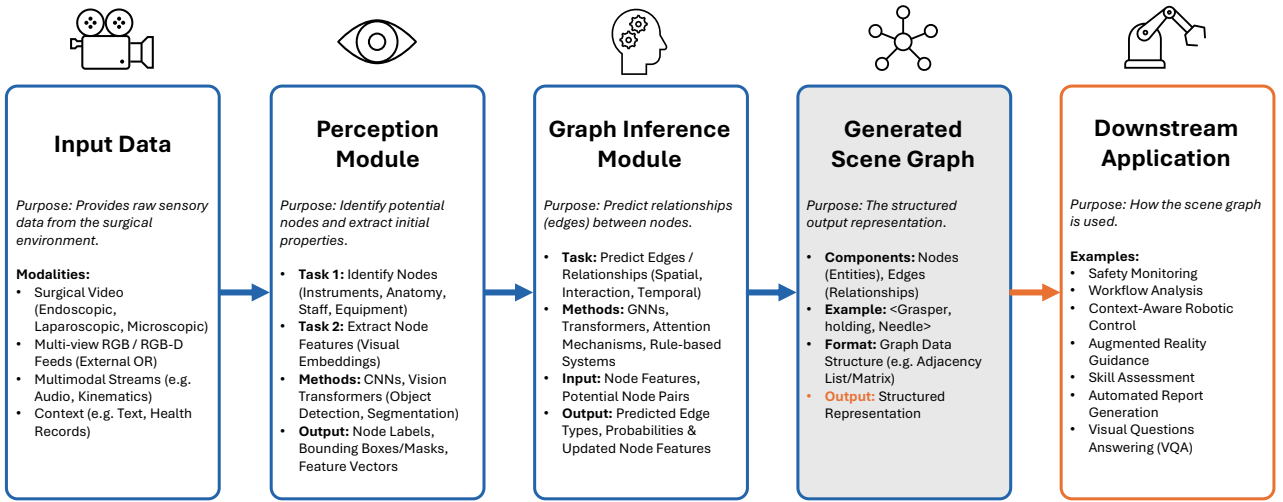 Input Data
Purpose: Provides raw sensory
data from the surgical
environment.
Modalities:
• Surgical Video
(Endoscopic,
Laparoscopic, Microscopic)
• Multi-view RGB / RGB-D
Feeds (External OR)
• Multimodal Streams (e.g.
Audio, Kinematics)
• Context (e.g. Text, Health
Records)
Perception
Module
Purpose: Identify potential
nodes and extract initial
properties.
• Task 1: Identify Nodes
(Instruments, Anatomy,
Staff, Equipment)
• Task 2: Extract Node
Features (Visual
Embeddings)
• Methods: CNNs, Vision
Transformers (Object
Detection, Segmentation)
• Output: Node Labels,
Bounding Boxes/Masks,
Feature Vectors
Graph Inference
Module
Purpose: Predict relationships
(edges) between nodes.
• Task: Predict Edges /
Relationships (Spatial,
Interaction, Temporal)
• Methods: GNNs,
Transformers, Attention
Mechanisms, Rule-based
Systems
• Input: Node Features,
Potential Node Pairs
• Output: Predicted Edge
Types, Probabilities &
Updated Node Features
Generated
Scene Graph
Purpose: The structured
output representation.
• Components: Nodes
(Entities), Edges
(Relationships)
• Example: <Grasper,
holding, Needle>
• Format: Graph Data
Structure (e.g. Adjacency
List/Matrix)
• Output: Structured
Representation
Downstream
Application
Purpose: How the scene graph
is used.
Examples:
• Safety Monitoring
• Workflow Analysis
• Context-Aware Robotic
Control
• Augmented Reality
Guidance
• Skill Assessment
• Automated Report
Generation
• Visual Questions
Answering (VQA)